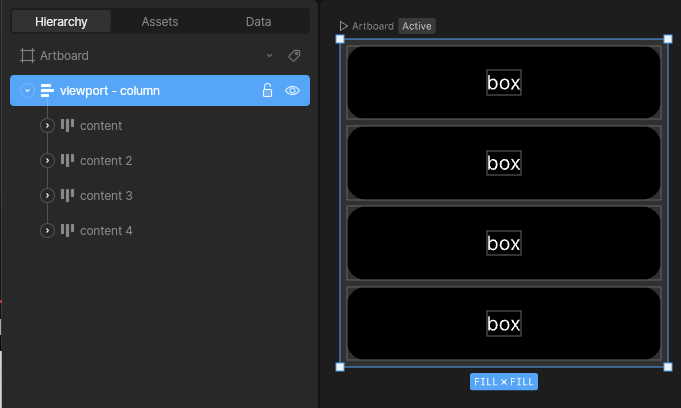 Hierarchy Assets Data
Artboard
viewport - column
content
content 2
content 3
content 4
Artboard Active
box
box
box
box
FILL × FILL